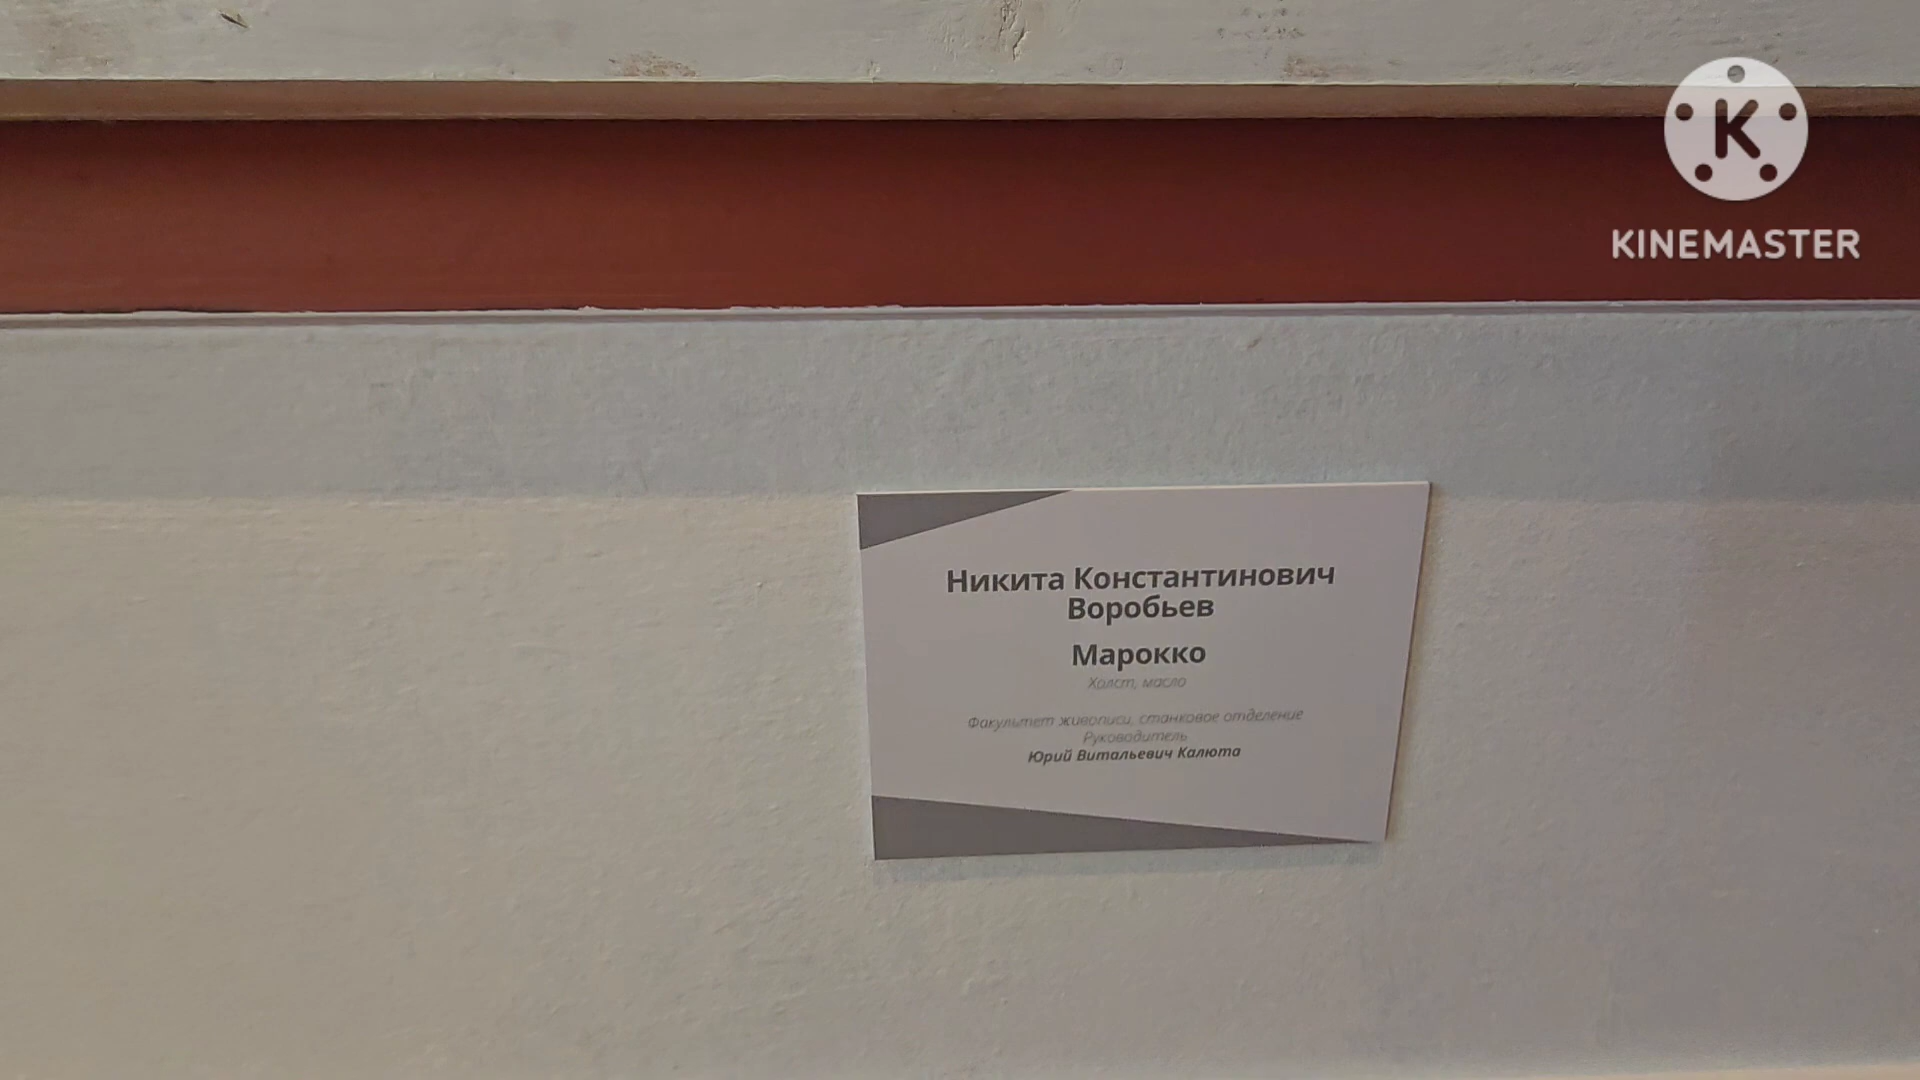 KINEMASTER
Никита Константинович
Воробьев
Марокко
Холст, масло
Факультет живописи, станковое отделение
Руководитель
Юрий Витальевич Калюта